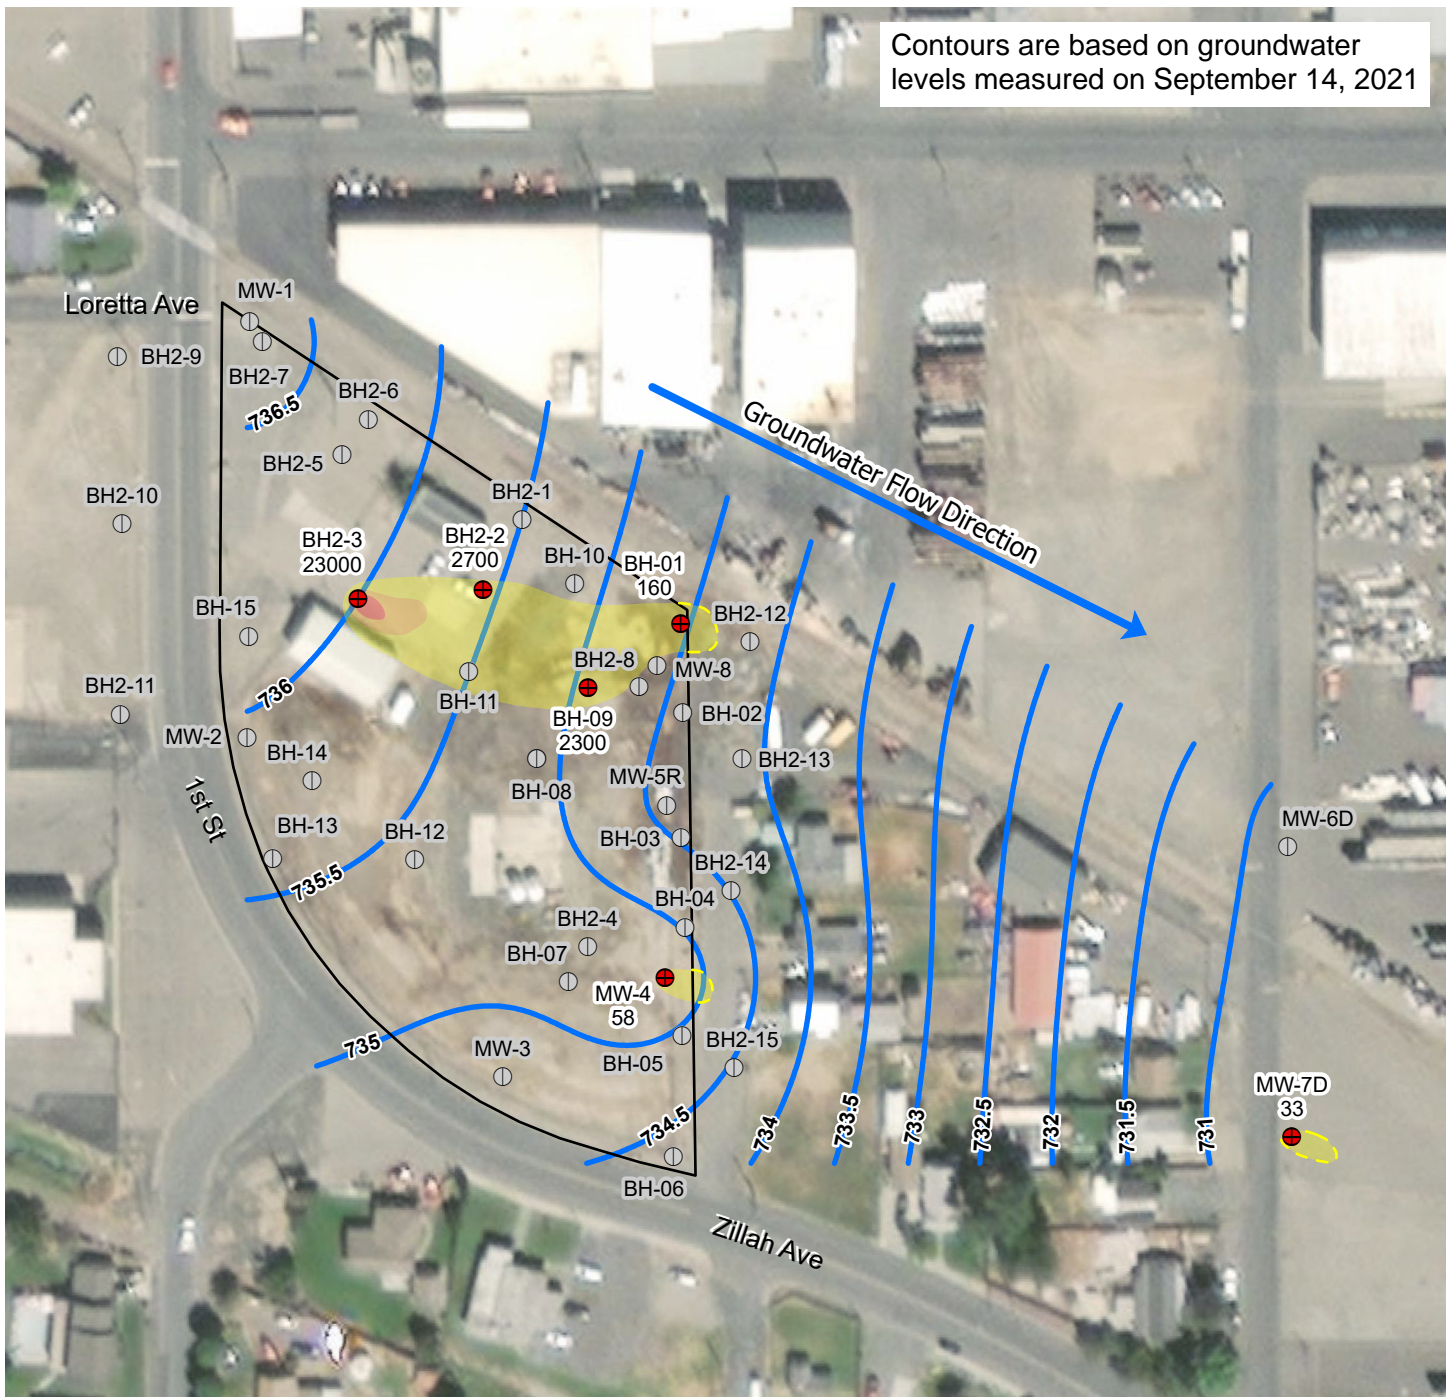 Contours are based on groundwater
levels measured on September 14, 2021
MW-1
Loretta Ave
BH2-9
BH2-7
BH2-6
736.5
Groundwater Flow Direction
BH2-5
BH2-10
BH2-1
BH2-3
23000
BH2-2
2700
BH-10
BH-01
160
BH-15
BH2-12
BH2-8
MW-8
736
BH-11
BH2-11
BH-09
2300
BH-02
MW-2
BH-14
BH2-13
MW-5R
BH-08
1st St
MW-6D
BH-13
BH-12
BH-03
BH2-14
735.5
BH-04
BH2-4
BH-07
MW-4
58
735
MW-3
BH-05
BH2-15
MW-7D
33
734.5
734
733.5
733
732.5
732
731.5
731
BH-06
Zillah Ave